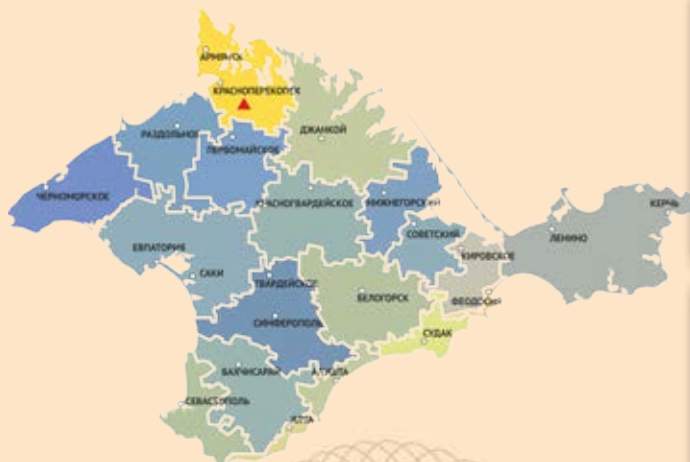 АРМЯНСК
КРАСНОПЕРЕКОПСК
ДЖАНКОЙ
РАЗДОЛЬНОЕ
ПЕРВОМАЙСКОЕ
ЧЕРНОМОРСКОЕ
КРАСНОГВАРДЕЙСКОЕ
НИЖНЕГОРСКИЙ
КЕРЧЬ
СОВЕТСКИЙ
ЛЕНИНО
ЕВПАТОРИЯ
КИРОВСКОЕ
САКИ
ГВАРДЕЙСКОЕ
БЕЛОГОРСК
ФЕОДОСИЯ
СИМФЕРОПОЛЬ
СУДАК
БАХЧИСАРАЙ
АЛУШТА
СЕВАСТОПОЛЬ
ЯЛТА